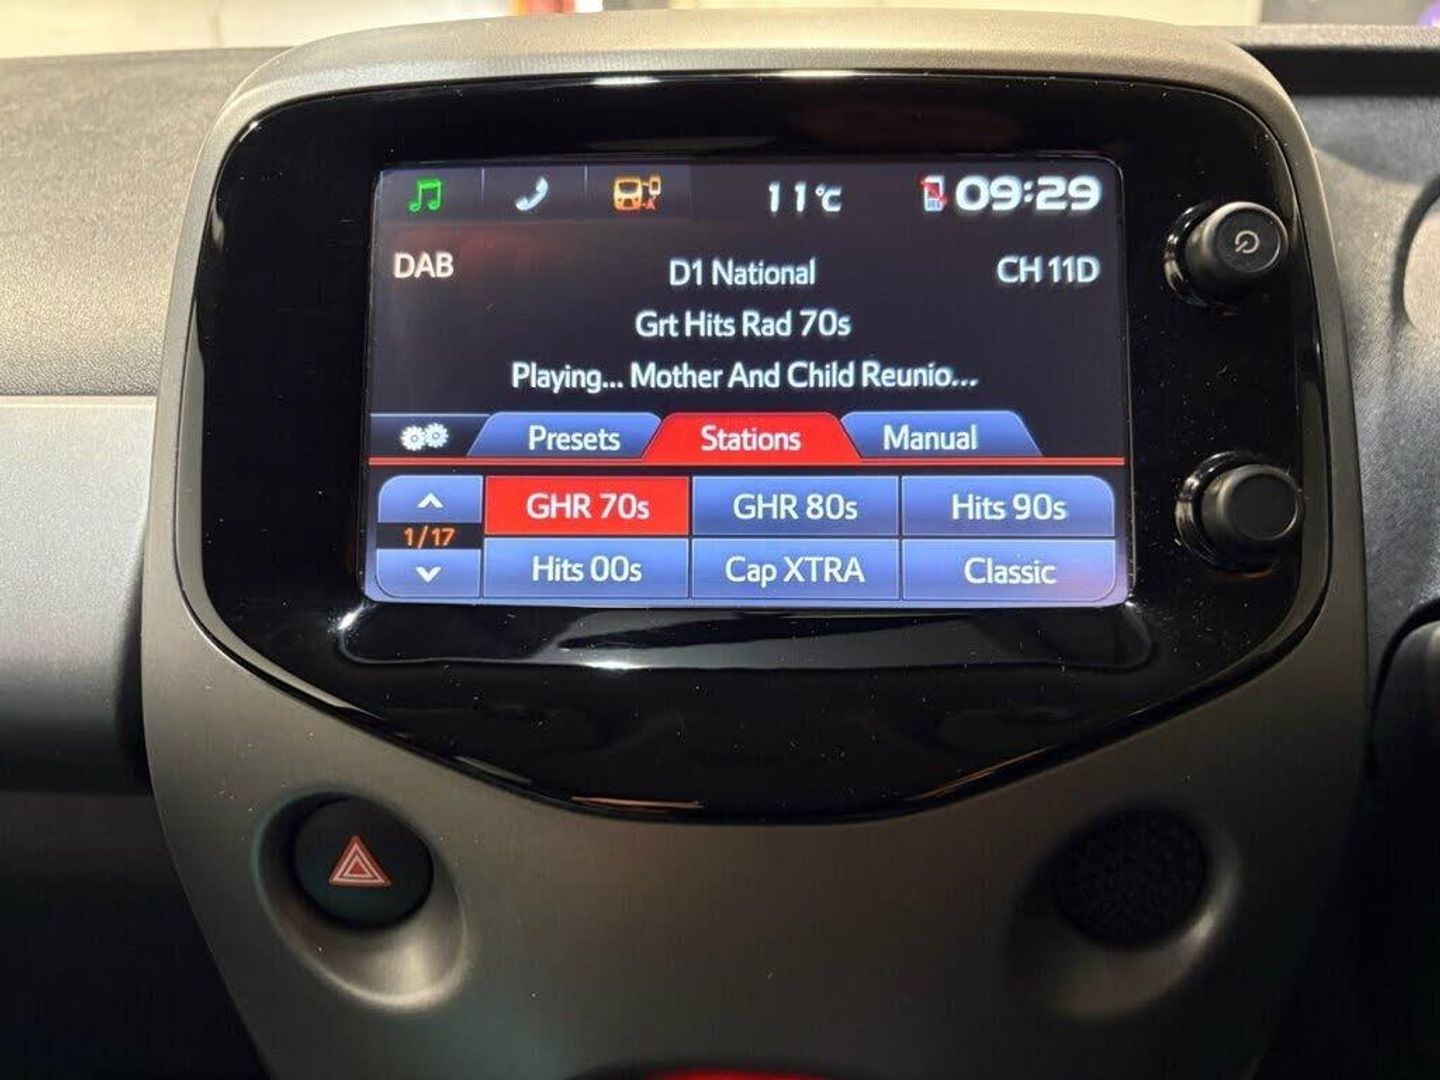 11°C 09:29
DAB D1 National CH 11D
Grt Hits Rad 70s
Playing... Mother And Child Reunio...
Presets Stations Manual
GHR 70s GHR 80s Hits 90s
1/17
Hits 00s Cap XTRA Classic